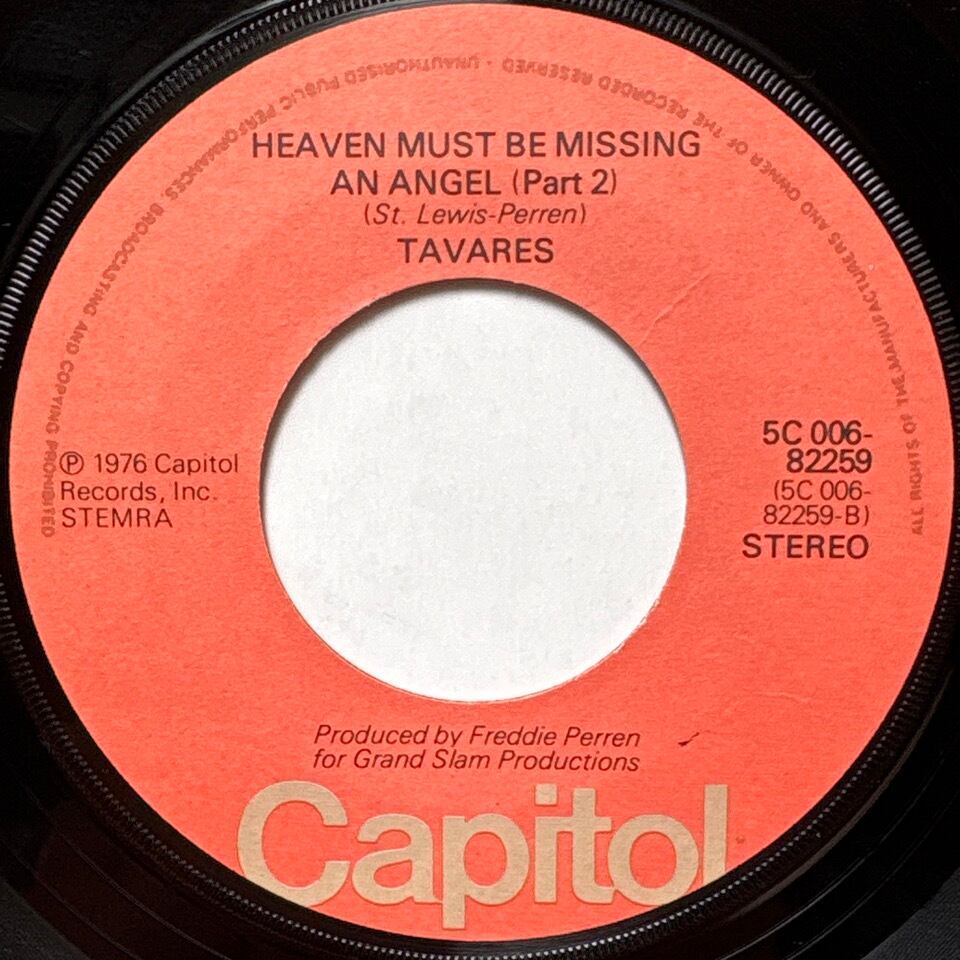 HEAVEN MUST BE MISSING
AN ANGEL (Part 2)
(St. Lewis-Perren)
TAVARES
℗ 1976 Capitol
Records, Inc.
STEMRA
5C 006-
82259
(5C 006-
82259-B)
STEREO
Produced by Freddie Perren
for Grand Slam Productions
Capitol
ALL RIGHTS OF THE MANUFACTURERS AND OWNER OF THE RECORDED RESERVED · UNAUTHORISED PUBLIC PERFORMANCES BROADCASTING AND COPYING PROHIBITED